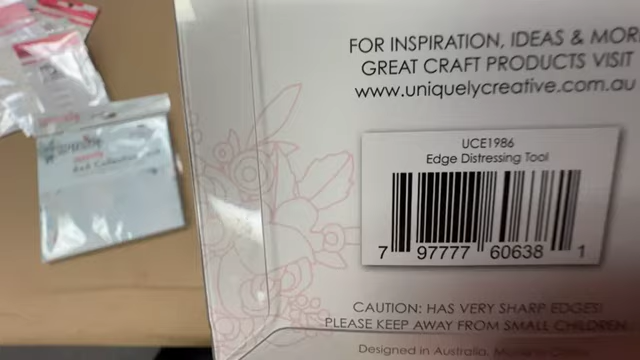 FOR INSPIRATION, IDEAS & MOR
GREAT CRAFT PRODUCTS VISIT
www.uniquelycreative.com.au
UCE1986
Edge Distressing Tool
7 97777 60638 1
CAUTION: HAS VERY SHARP EDGES!
PLEASE KEEP AWAY FROM SMALL CHILDREN
Designed in Australia.